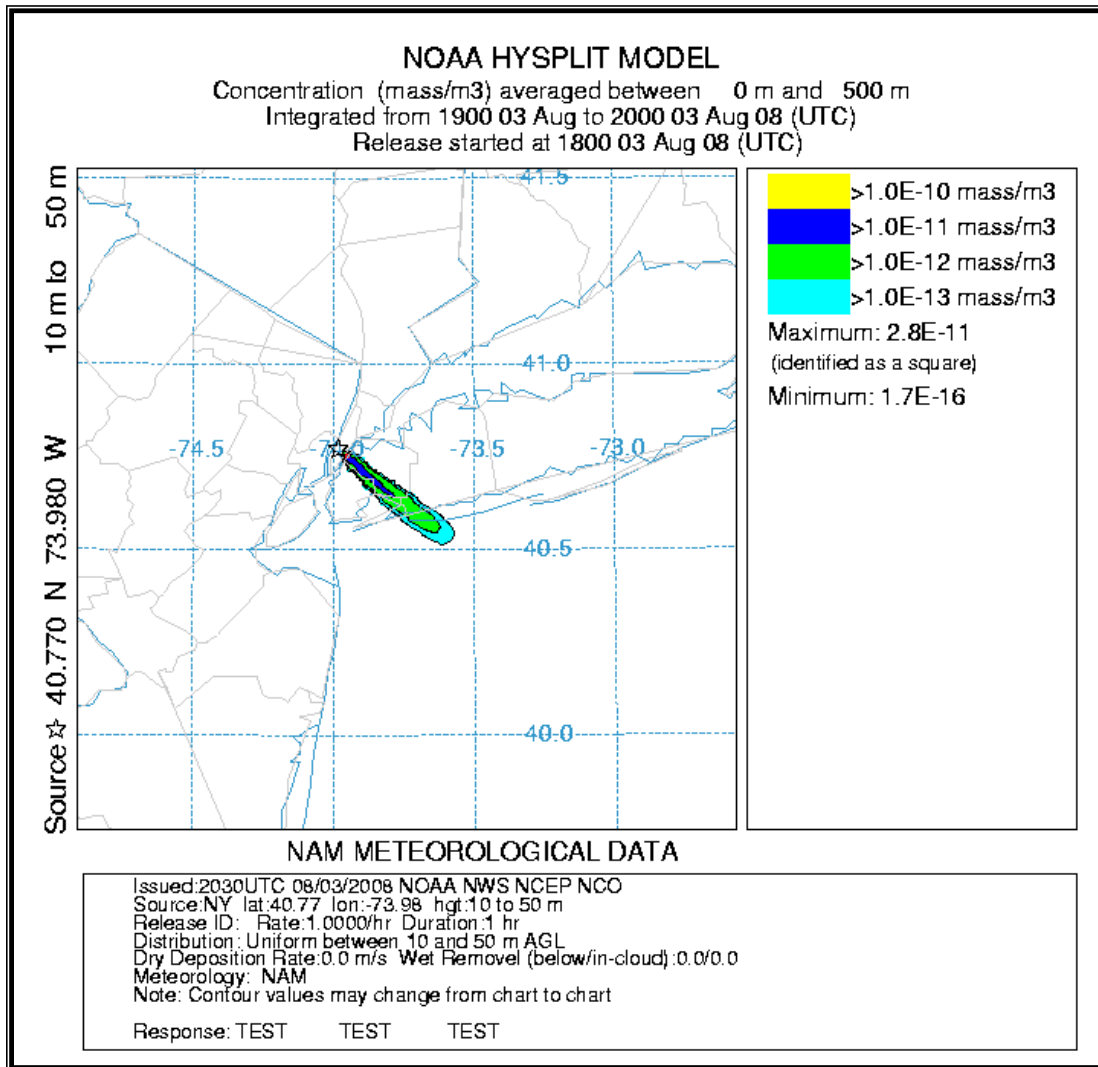 NOAA HYSPLIT MODEL
Concentration (mass/m3) averaged between 0 m and 500 m
Integrated from 1900 03 Aug to 2000 03 Aug 08 (UTC)
Release started at 1800 03 Aug 08 (UTC)
Source ☆ 40.770 N 73.980 W 10 m to 50 m
41.5
41.0
-74.5
-73.5
-73.0
40.5
40.0
>1.0E-10 mass/m3
>1.0E-11 mass/m3
>1.0E-12 mass/m3
>1.0E-13 mass/m3
Maximum: 2.8E-11
(identified as a square)
Minimum: 1.7E-16
NAM METEOROLOGICAL DATA
Issued:2030UTC 08/03/2008 NOAA NWS NCEP NCO
Source:NY lat:40.77 lon:-73.98 hgt:10 to 50 m
Release ID: Rate:1.0000/hr Duration:1 hr
Distribution: Uniform between 10 and 50 m AGL
Dry Deposition Rate:0.0 m/s Wet Removel (below/in-cloud):0.0/0.0
Meteorology: NAM
Note: Contour values may change from chart to chart
Response: TEST TEST TEST